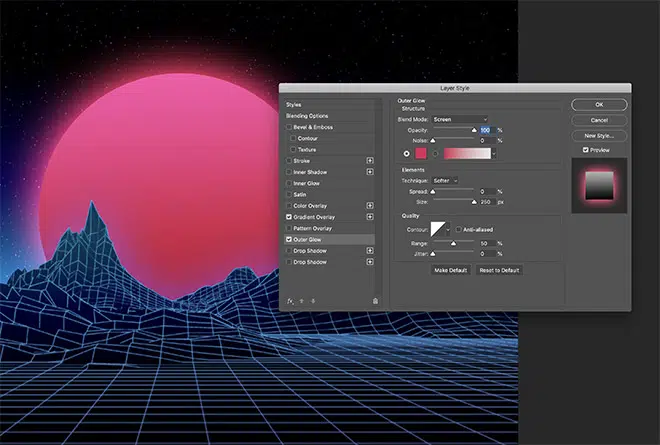 Layer Style
Styles
Blending Options
Bevel & Emboss
Contour
Texture
Stroke
Inner Shadow
Inner Glow
Satin
Color Overlay
Gradient Overlay
Pattern Overlay
Outer Glow
Drop Shadow
Drop Shadow
fx
Outer Glow
Structure
Blend Mode: Screen
Opacity: 100 %
Noise: 0 %
Elements
Technique: Softer
Spread: 0 %
Size: 250 px
Quality
Contour: Anti-aliased
Range: 50 %
Jitter: 0 %
Make Default Reset to Default
OK
Cancel
New Style...
Preview